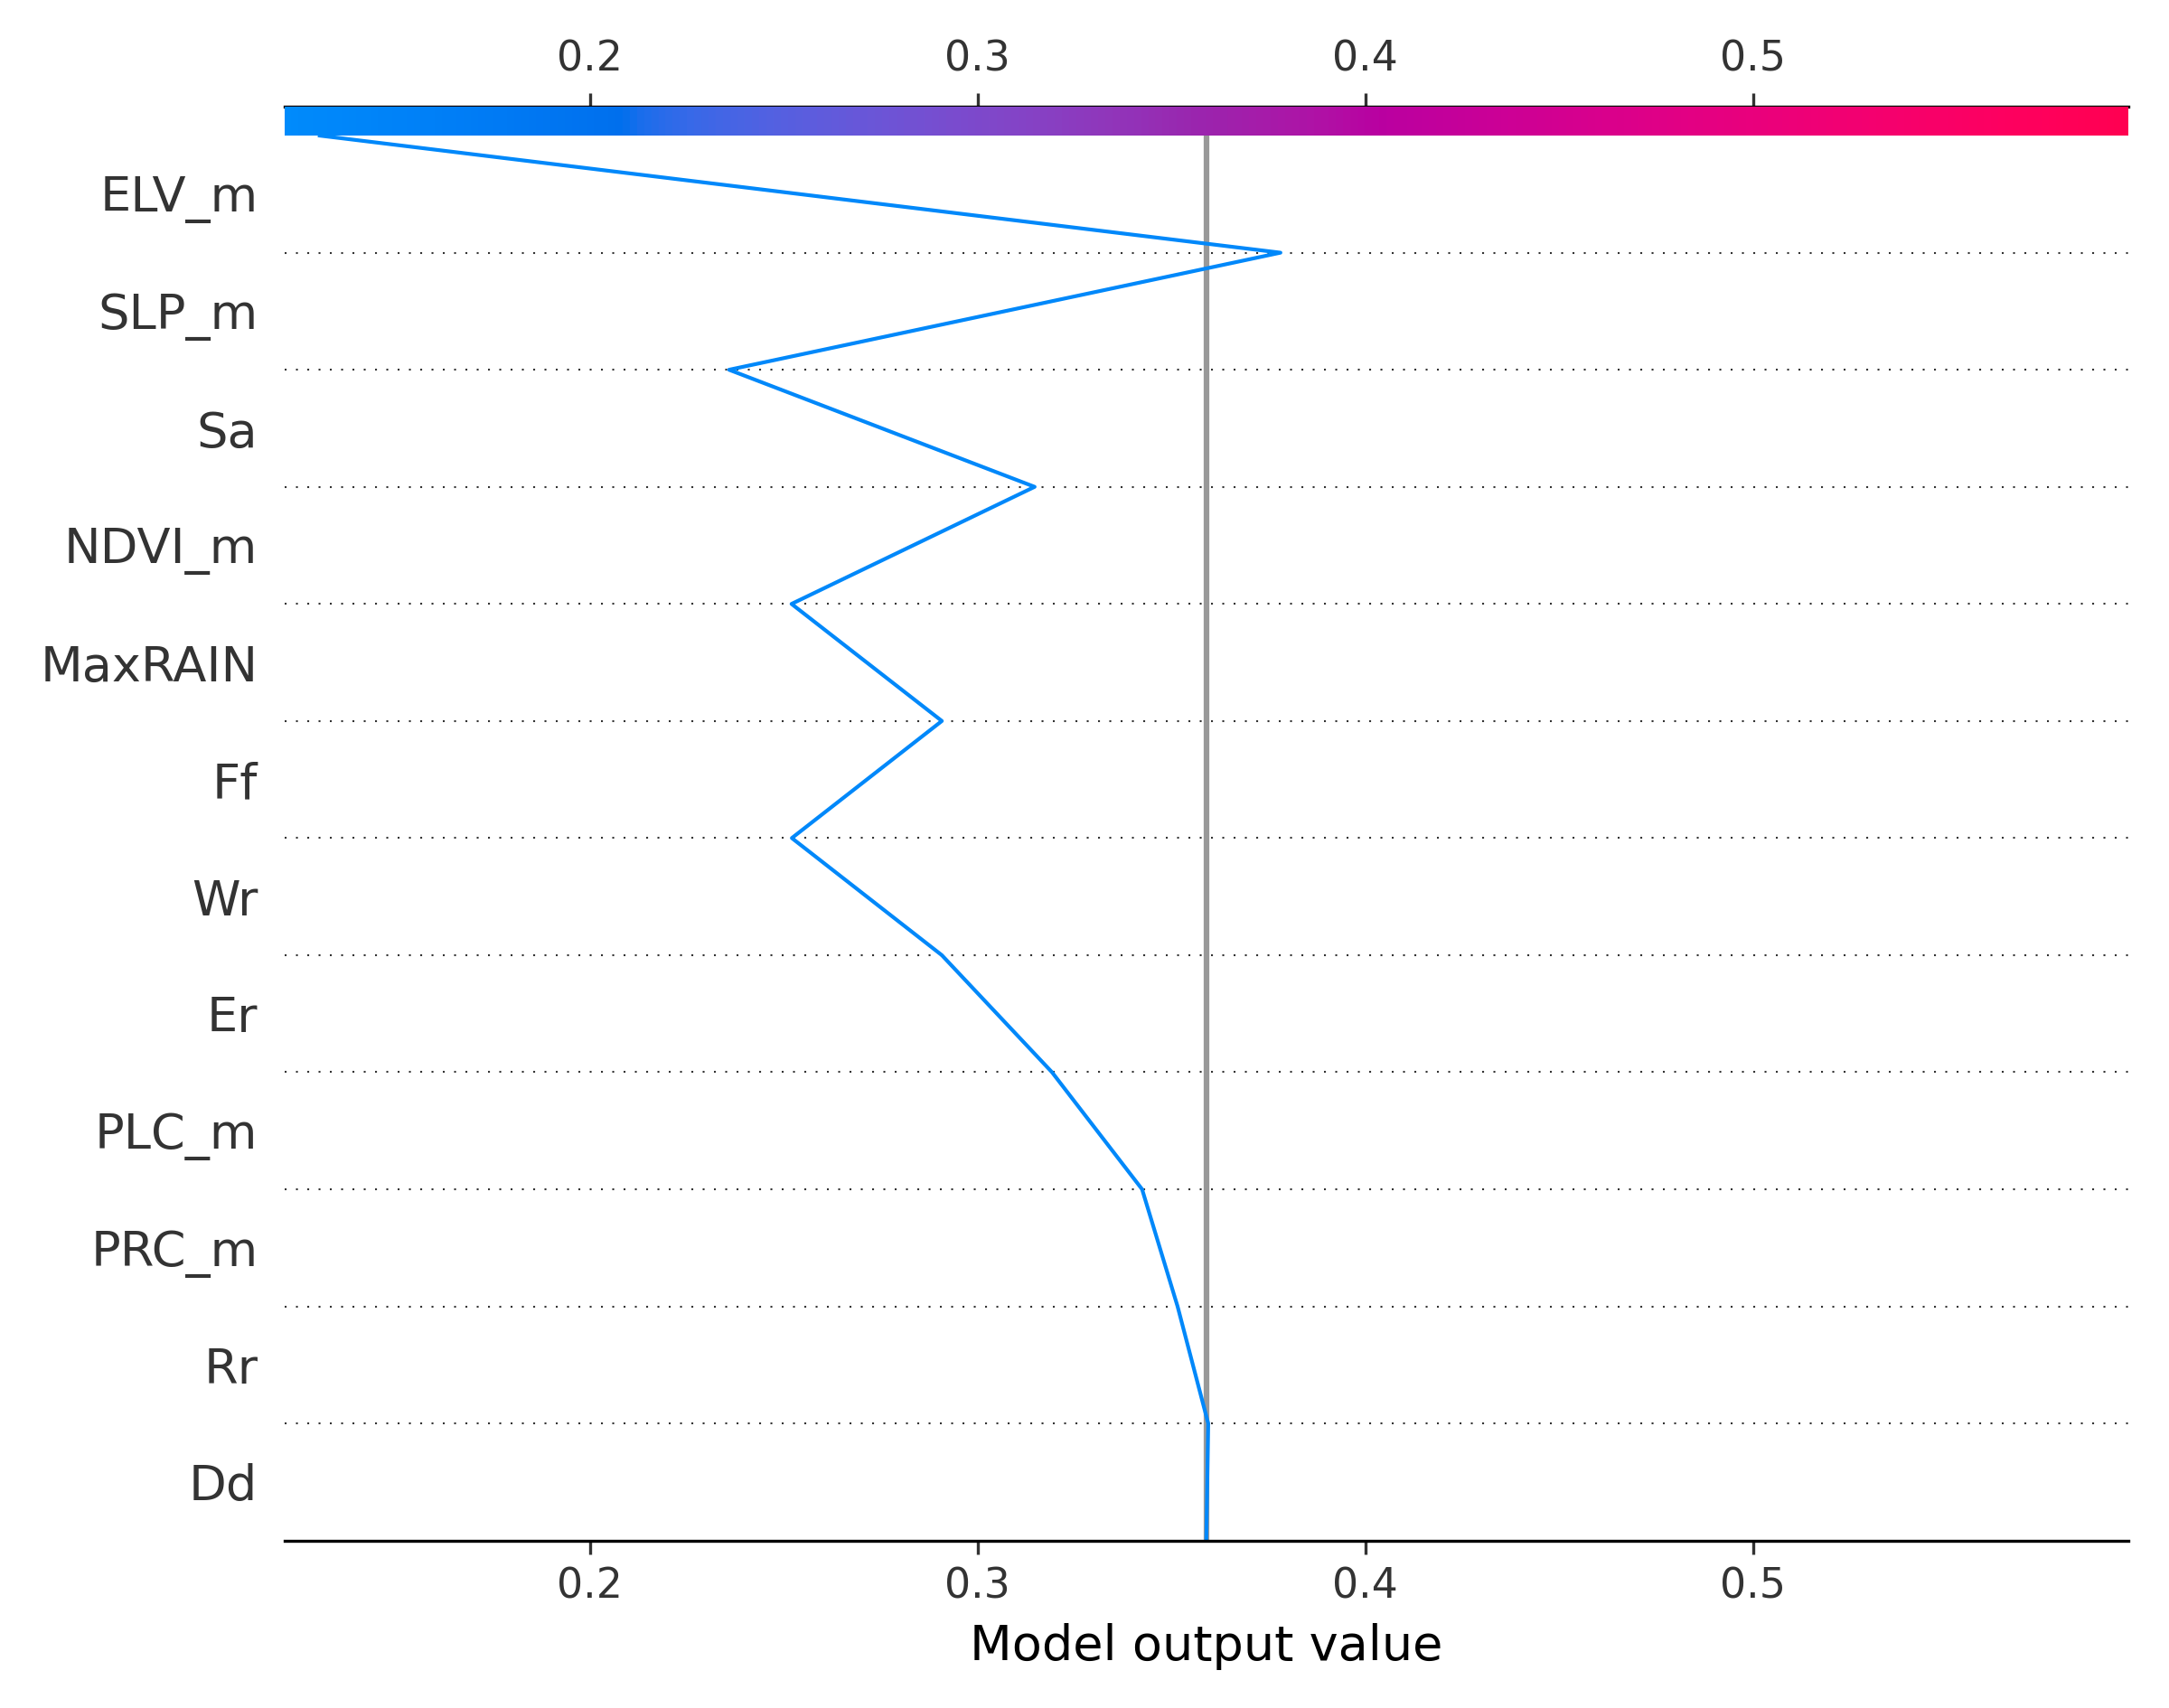 0.2 0.3 0.4 0.5
ELV_m
SLP_m
Sa
NDVI_m
MaxRAIN
Ff
Wr
Er
PLC_m
PRC_m
Rr
Dd
0.2 0.3 0.4 0.5
Model output value